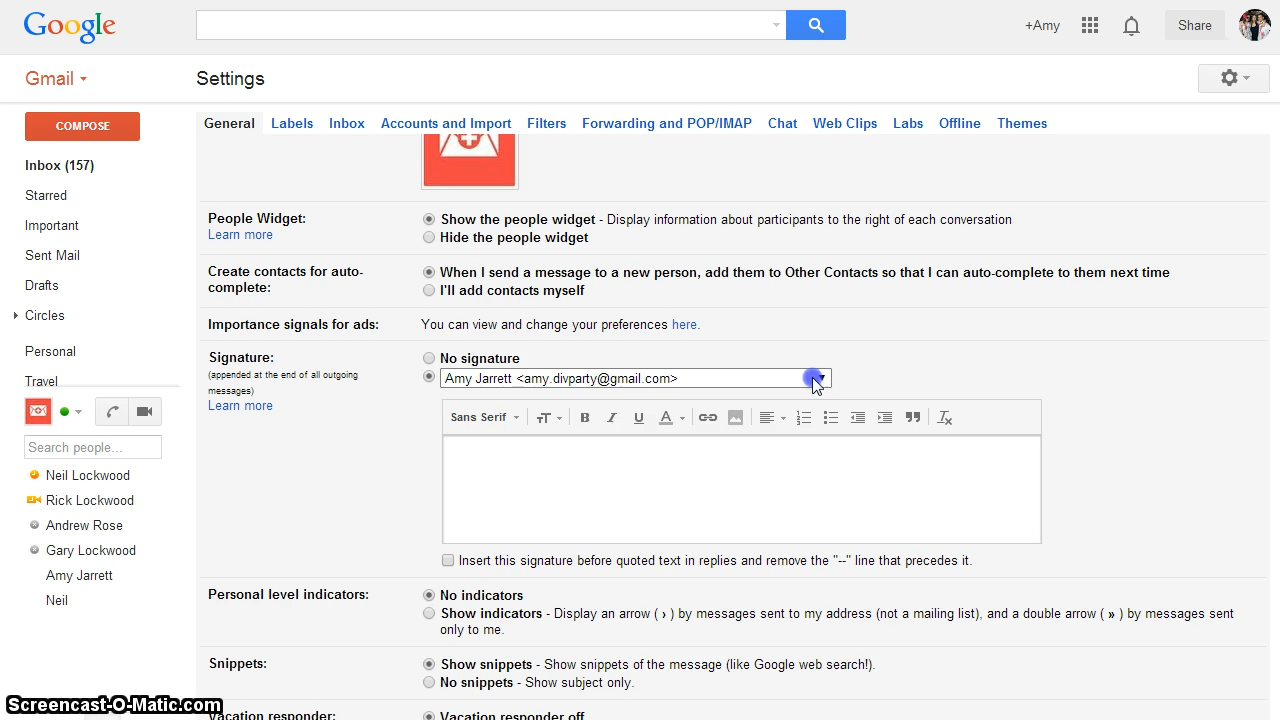 Google
+Amy
Share
Gmail
Settings
COMPOSE
General Labels Inbox Accounts and Import Filters Forwarding and POP/IMAP Chat Web Clips Labs Offline Themes
Inbox (157)
Starred
Important
Sent Mail
Drafts
Circles
Personal
Travel
Search people...
Neil Lockwood
Rick Lockwood
Andrew Rose
Gary Lockwood
Amy Jarrett
Neil
People Widget:
Learn more
Show the people widget - Display information about participants to the right of each conversation
Hide the people widget
Create contacts for auto-
complete:
When I send a message to a new person, add them to Other Contacts so that I can auto-complete to them next time
I'll add contacts myself
Importance signals for ads:
You can view and change your preferences here.
Signature:
(appended at the end of all outgoing
messages)
Learn more
No signature
Amy Jarrett <amy.divparty@gmail.com>
Sans Serif
Insert this signature before quoted text in replies and remove the "--" line that precedes it.
Personal level indicators:
No indicators
Show indicators - Display an arrow ( › ) by messages sent to my address (not a mailing list), and a double arrow ( » ) by messages sent
only to me.
Snippets:
Show snippets - Show snippets of the message (like Google web search!).
No snippets - Show subject only.
Vacation responder:
Vacation responder off
Screencast-O-Matic.com